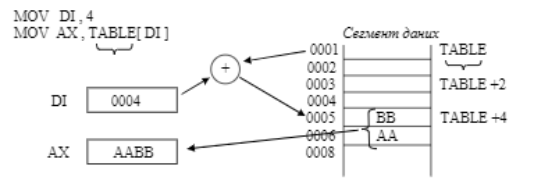 MOV DI, 4
MOV AX, TABLE[ DI ]
Сегмент даних
0001 TABLE
0002
+
0003 TABLE +2
0004
DI 0004
0005 BB TABLE +4
0006 AA
AX AABB
0008